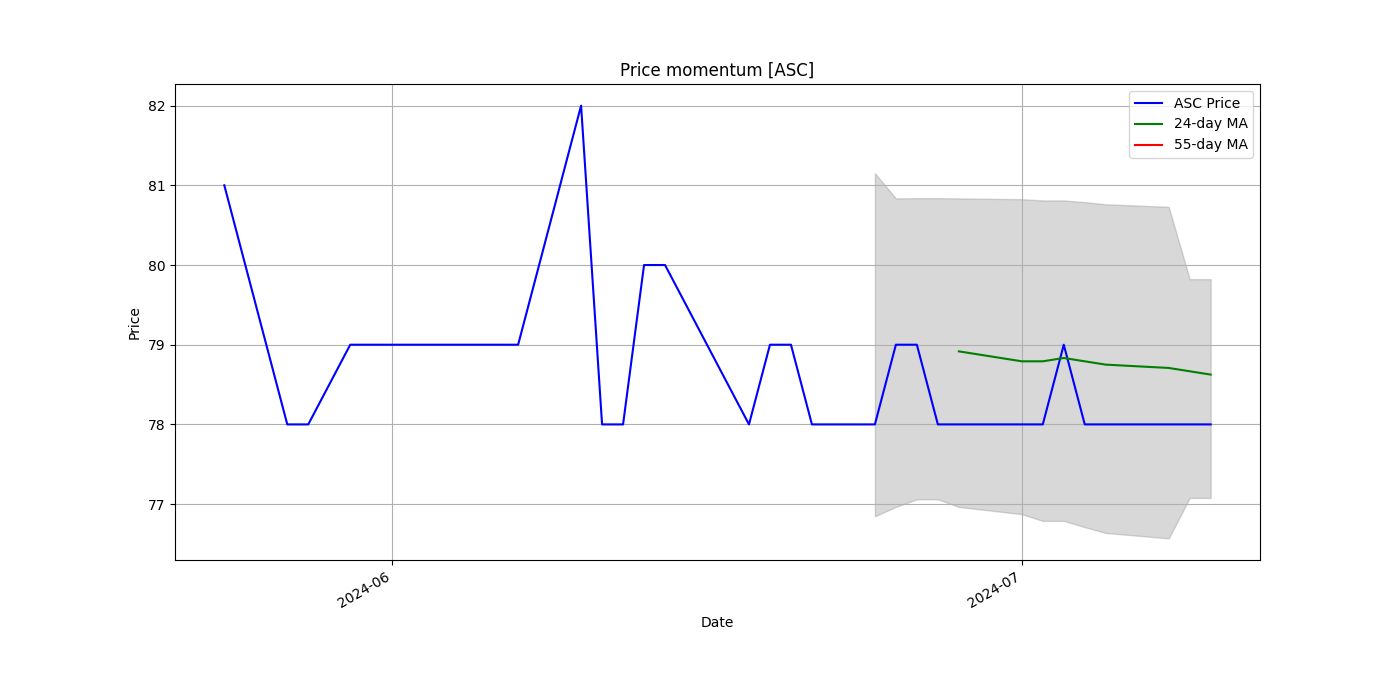 Price momentum [ASC]
ASC Price
24-day MA
55-day MA
82
81
80
79
78
77
Price
2024-06
2024-07
Date